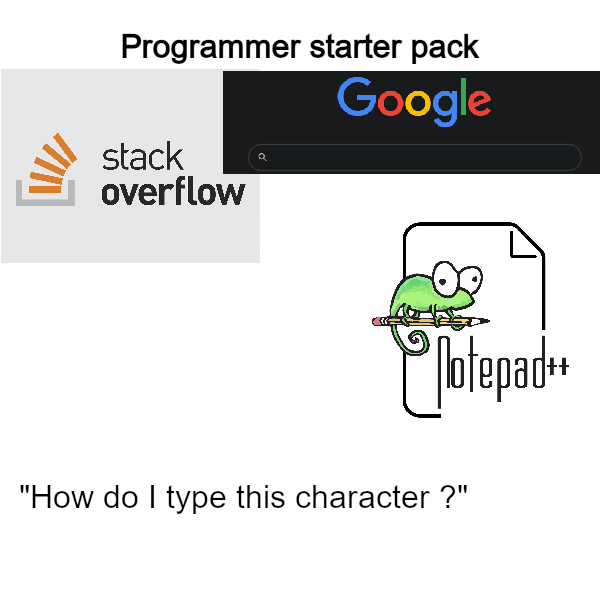 Programmer starter pack
Google
stack
overflow
Notepad++
"How do I type this character ?"